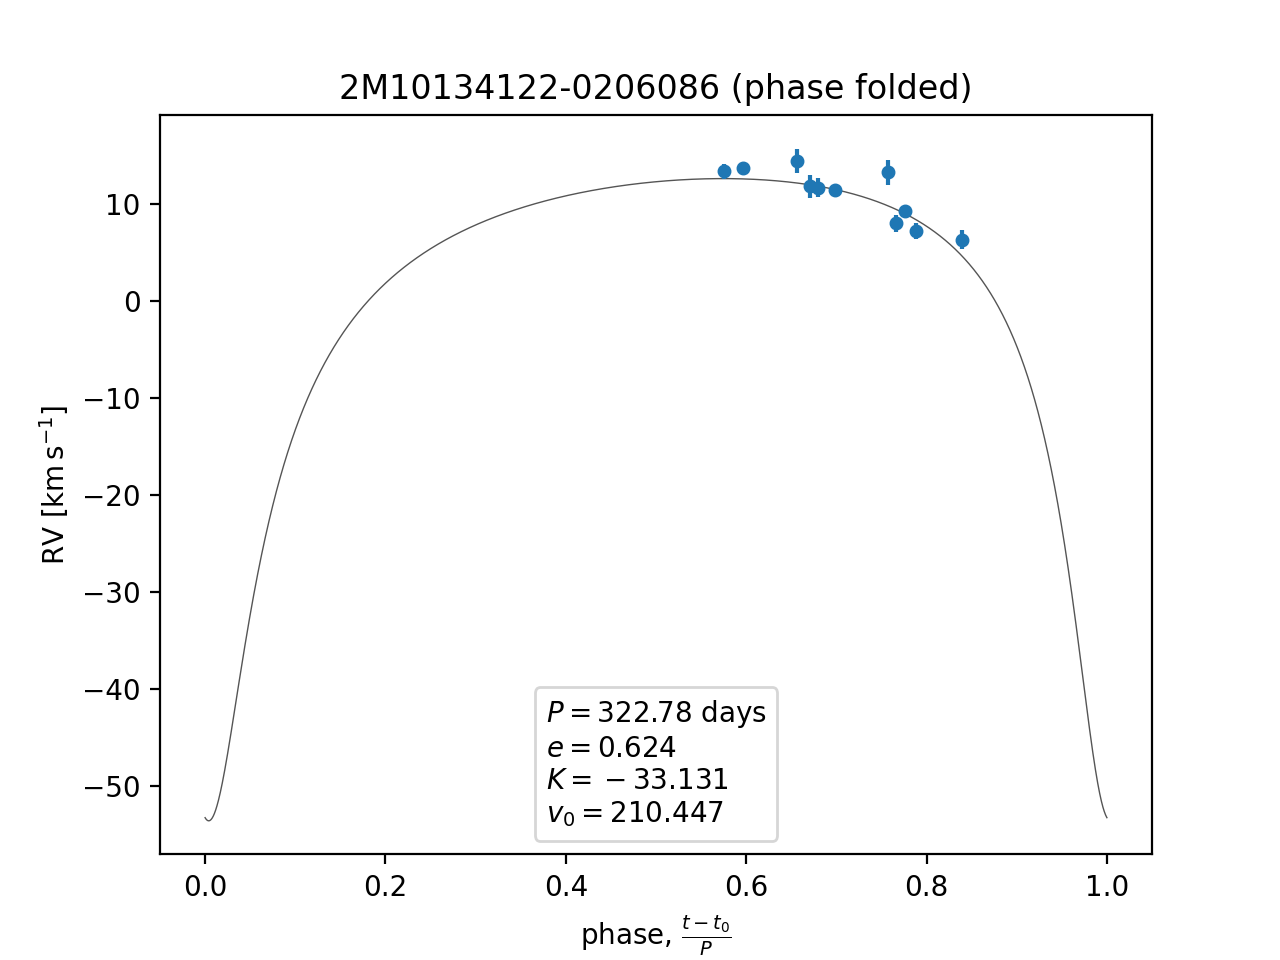 2M10134122-0206086 (phase folded)
RV [km s⁻¹]
10
0
−10
−20
−30
−40
−50
P = 322.78 days
e = 0.624
K = −33.131
v₀ = 210.447
0.0 0.2 0.4 0.6 0.8 1.0
phase, (t − t₀)/P